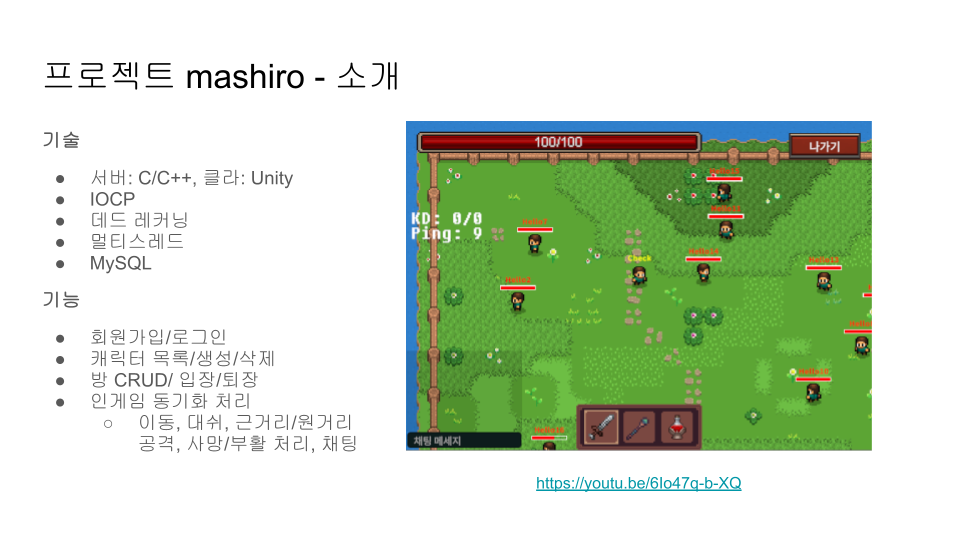 프로젝트 mashiro - 소개
기술
● 서버: C/C++, 클라: Unity
● IOCP
● 데드 레커닝
● 멀티스레드
● MySQL
기능
● 회원가입/로그인
● 캐릭터 목록/생성/삭제
● 방 CRUD/ 입장/퇴장
● 인게임 동기화 처리
○ 이동, 대쉬, 근거리/원거리
공격, 사망/부활 처리, 채팅
100/100
나가기
KD: 0/0
Ping: 9
Check
채팅 메세지
https://youtu.be/6Io47q-b-XQ